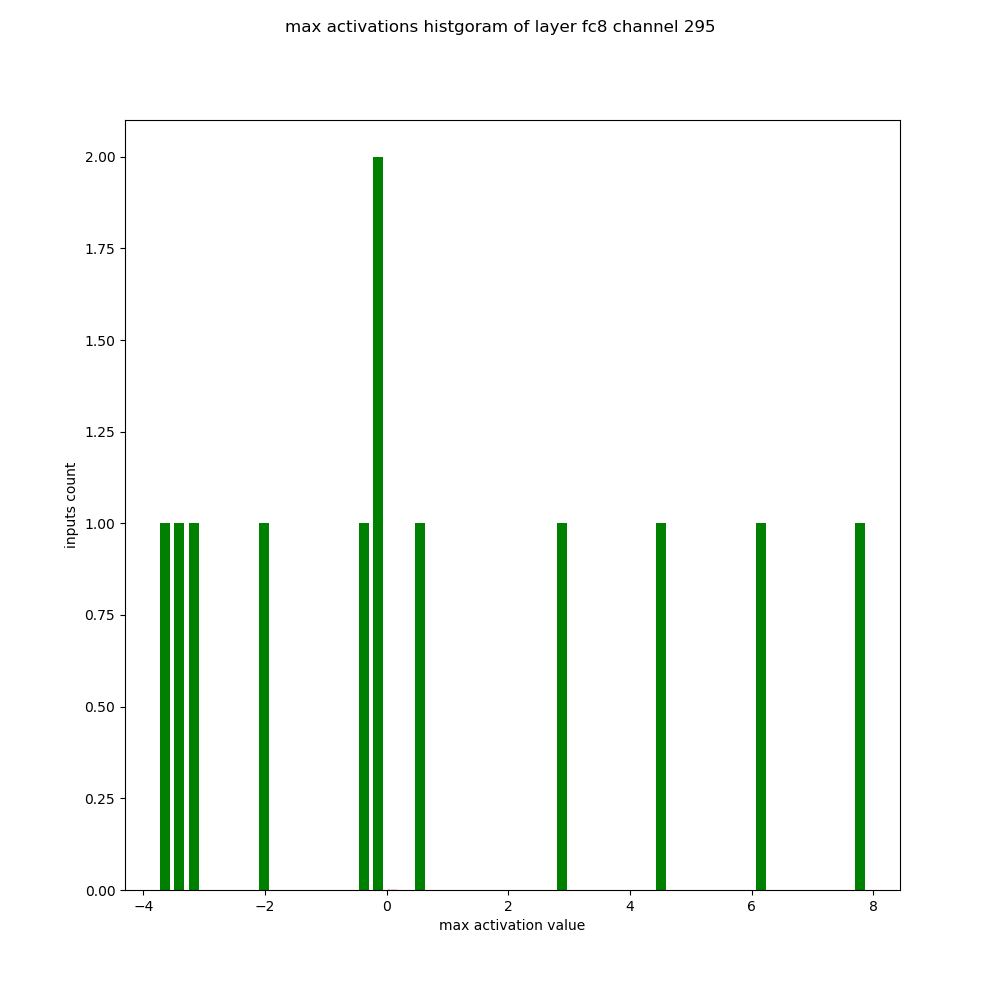 max activations histgoram of layer fc8 channel 295
2.00
1.75
1.50
1.25
1.00
0.75
0.50
0.25
0.00
inputs count
−4 −2 0 2 4 6 8
max activation value